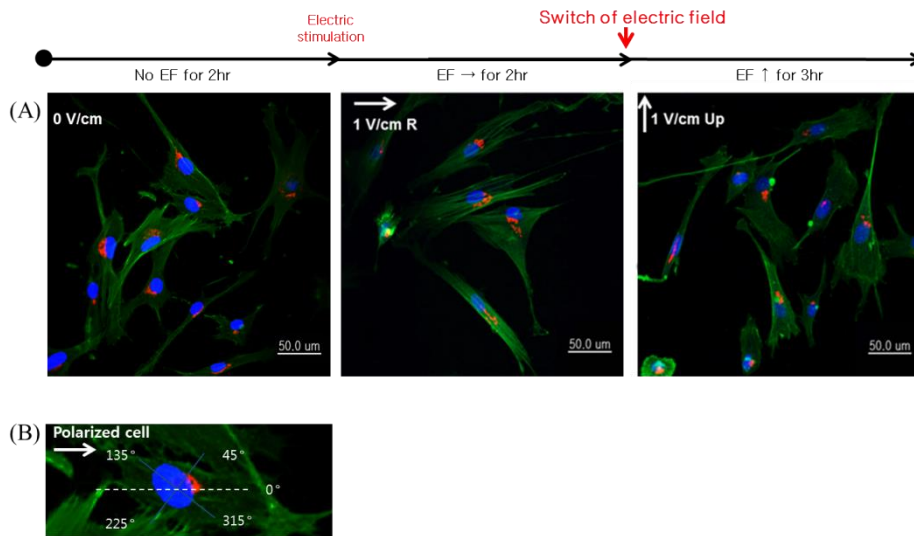 Electric
stimulation
Switch of electric field
No EF for 2hr
EF → for 2hr
EF ↑ for 3hr
(A)
0 V/cm
1 V/cm R
1 V/cm Up
50.0 um
50.0 um
50.0 um
(B)
Polarized cell
135°
45°
0°
225°
315°